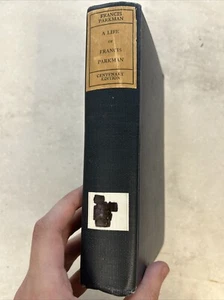 FRANCIS
PARKMAN
A LIFE
OF
FRANCIS
PARKMAN
CENTENARY
EDITION